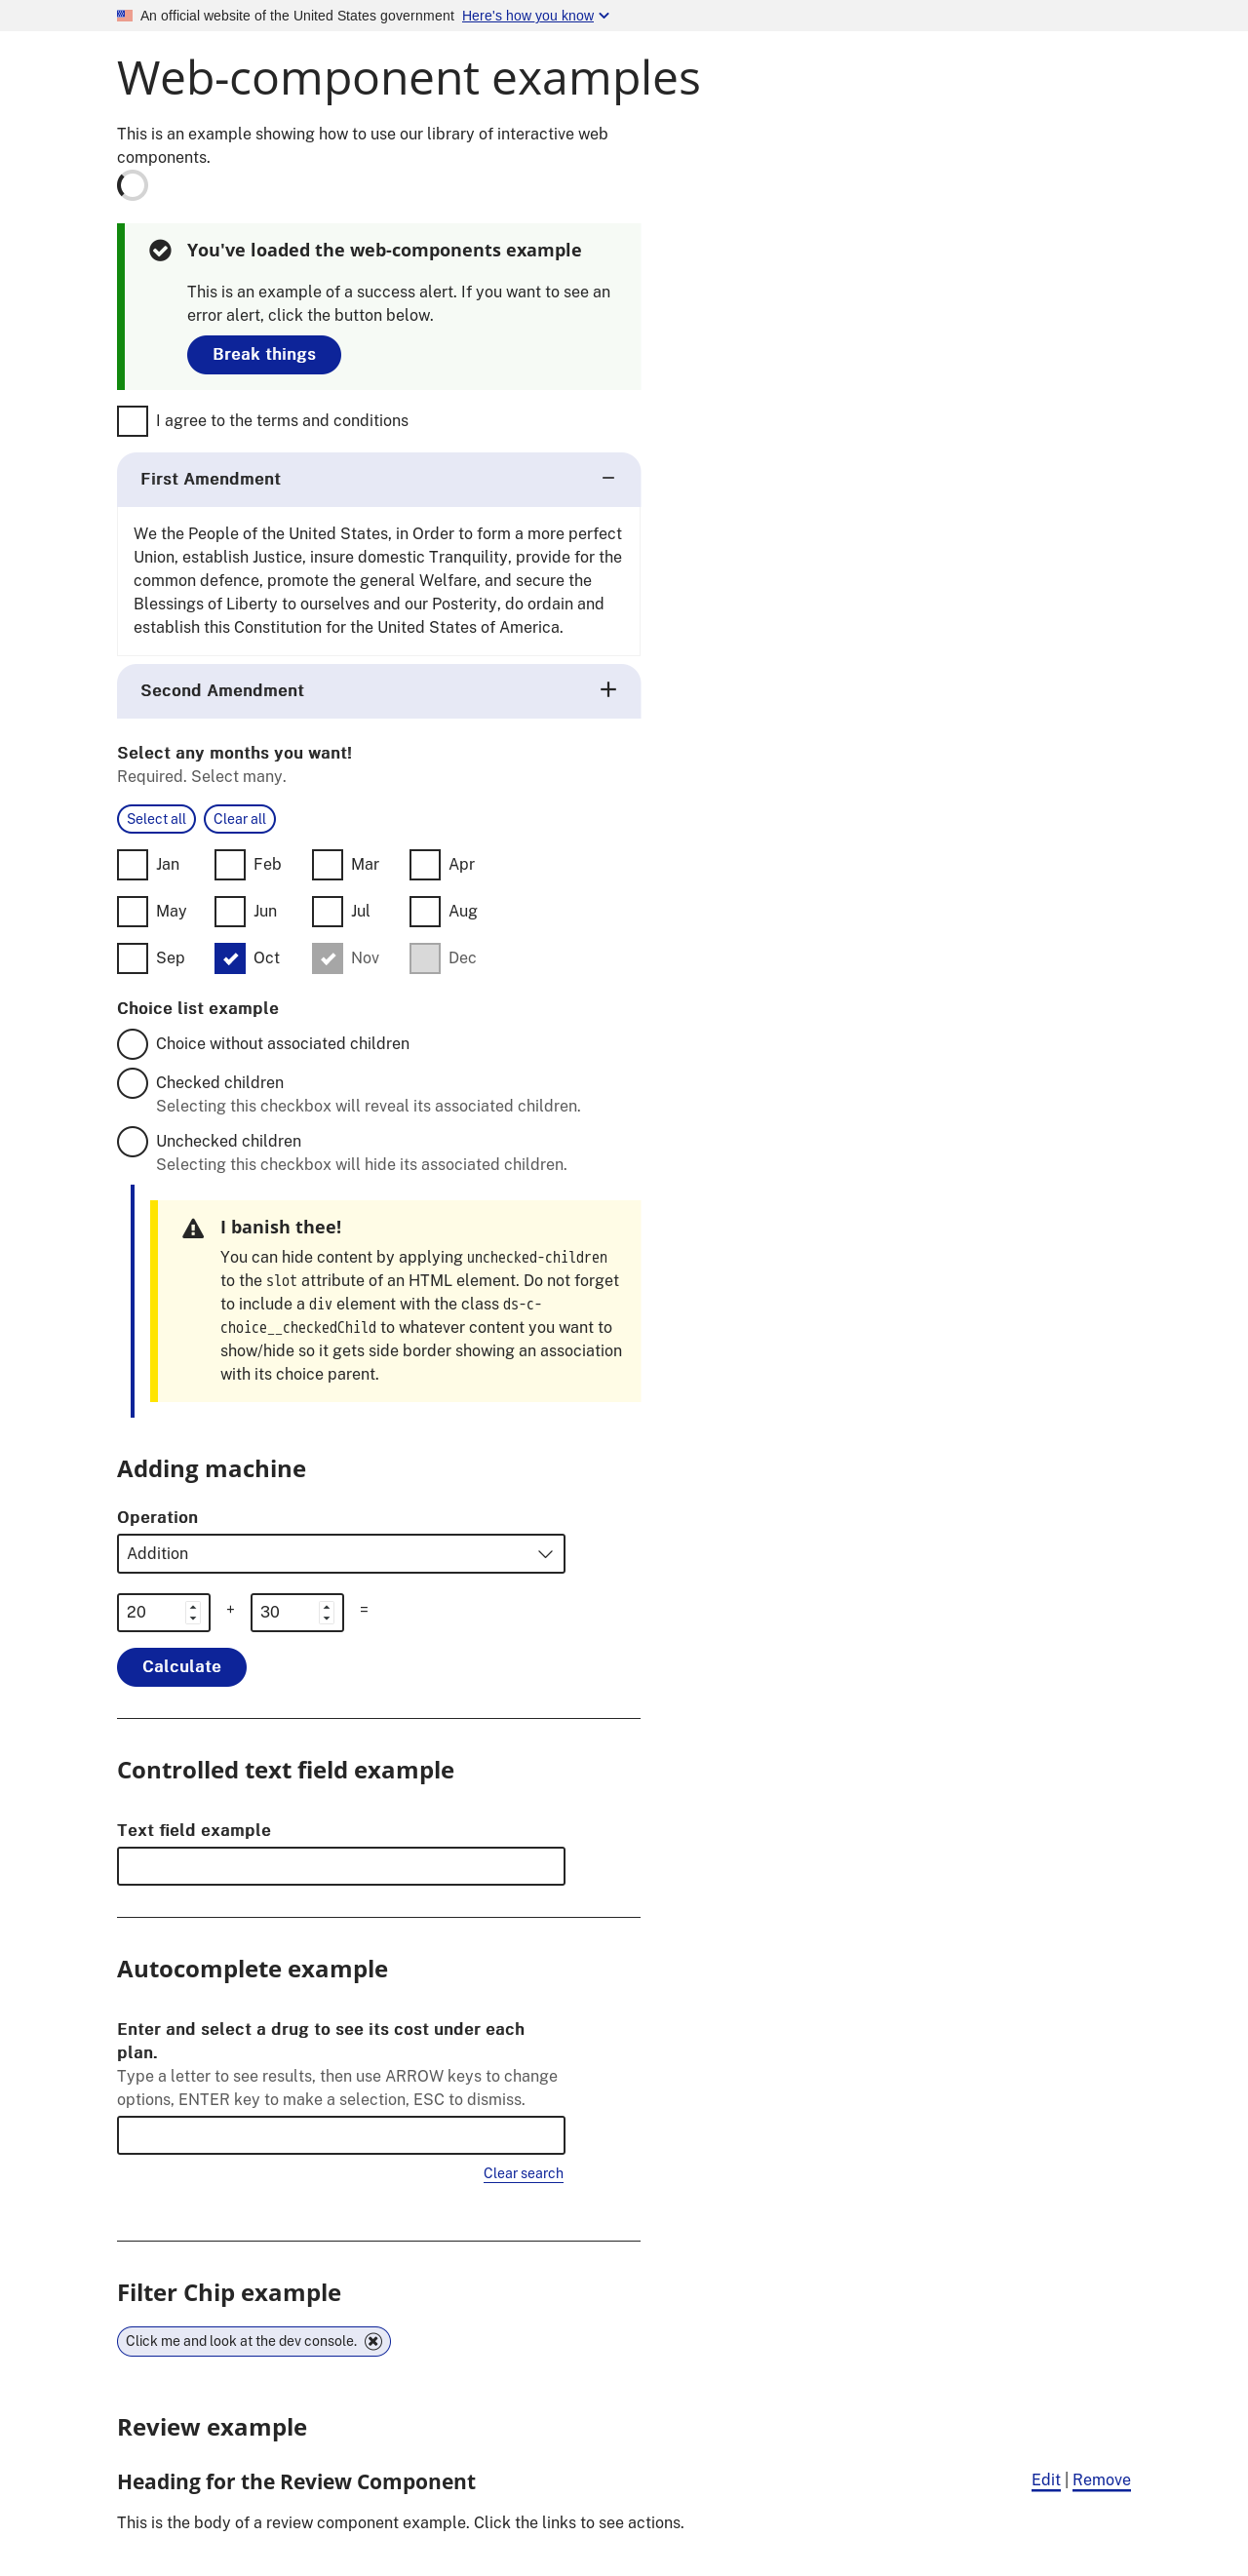 An official website of the United States government Here's how you know
Web-component examples
This is an example showing how to use our library of interactive web
components.
You've loaded the web-components example
This is an example of a success alert. If you want to see an
error alert, click the button below.
Break things
I agree to the terms and conditions
First Amendment
We the People of the United States, in Order to form a more perfect
Union, establish Justice, insure domestic Tranquility, provide for the
common defence, promote the general Welfare, and secure the
Blessings of Liberty to ourselves and our Posterity, do ordain and
establish this Constitution for the United States of America.
Second Amendment
Select any months you want!
Required. Select many.
Select all Clear all
Jan Feb Mar Apr
May Jun Jul Aug
Sep Oct Nov Dec
Choice list example
Choice without associated children
Checked children
Selecting this checkbox will reveal its associated children.
Unchecked children
Selecting this checkbox will hide its associated children.
I banish thee!
You can hide content by applying unchecked-children
to the slot attribute of an HTML element. Do not forget
to include a div element with the class ds-c-
choice__checkedChild to whatever content you want to
show/hide so it gets side border showing an association
with its choice parent.
Adding machine
Operation
Addition
20 + 30 =
Calculate
Controlled text field example
Text field example
Autocomplete example
Enter and select a drug to see its cost under each
plan.
Type a letter to see results, then use ARROW keys to change
options, ENTER key to make a selection, ESC to dismiss.
Clear search
Filter Chip example
Click me and look at the dev console.
Review example
Heading for the Review Component Edit | Remove
This is the body of a review component example. Click the links to see actions.